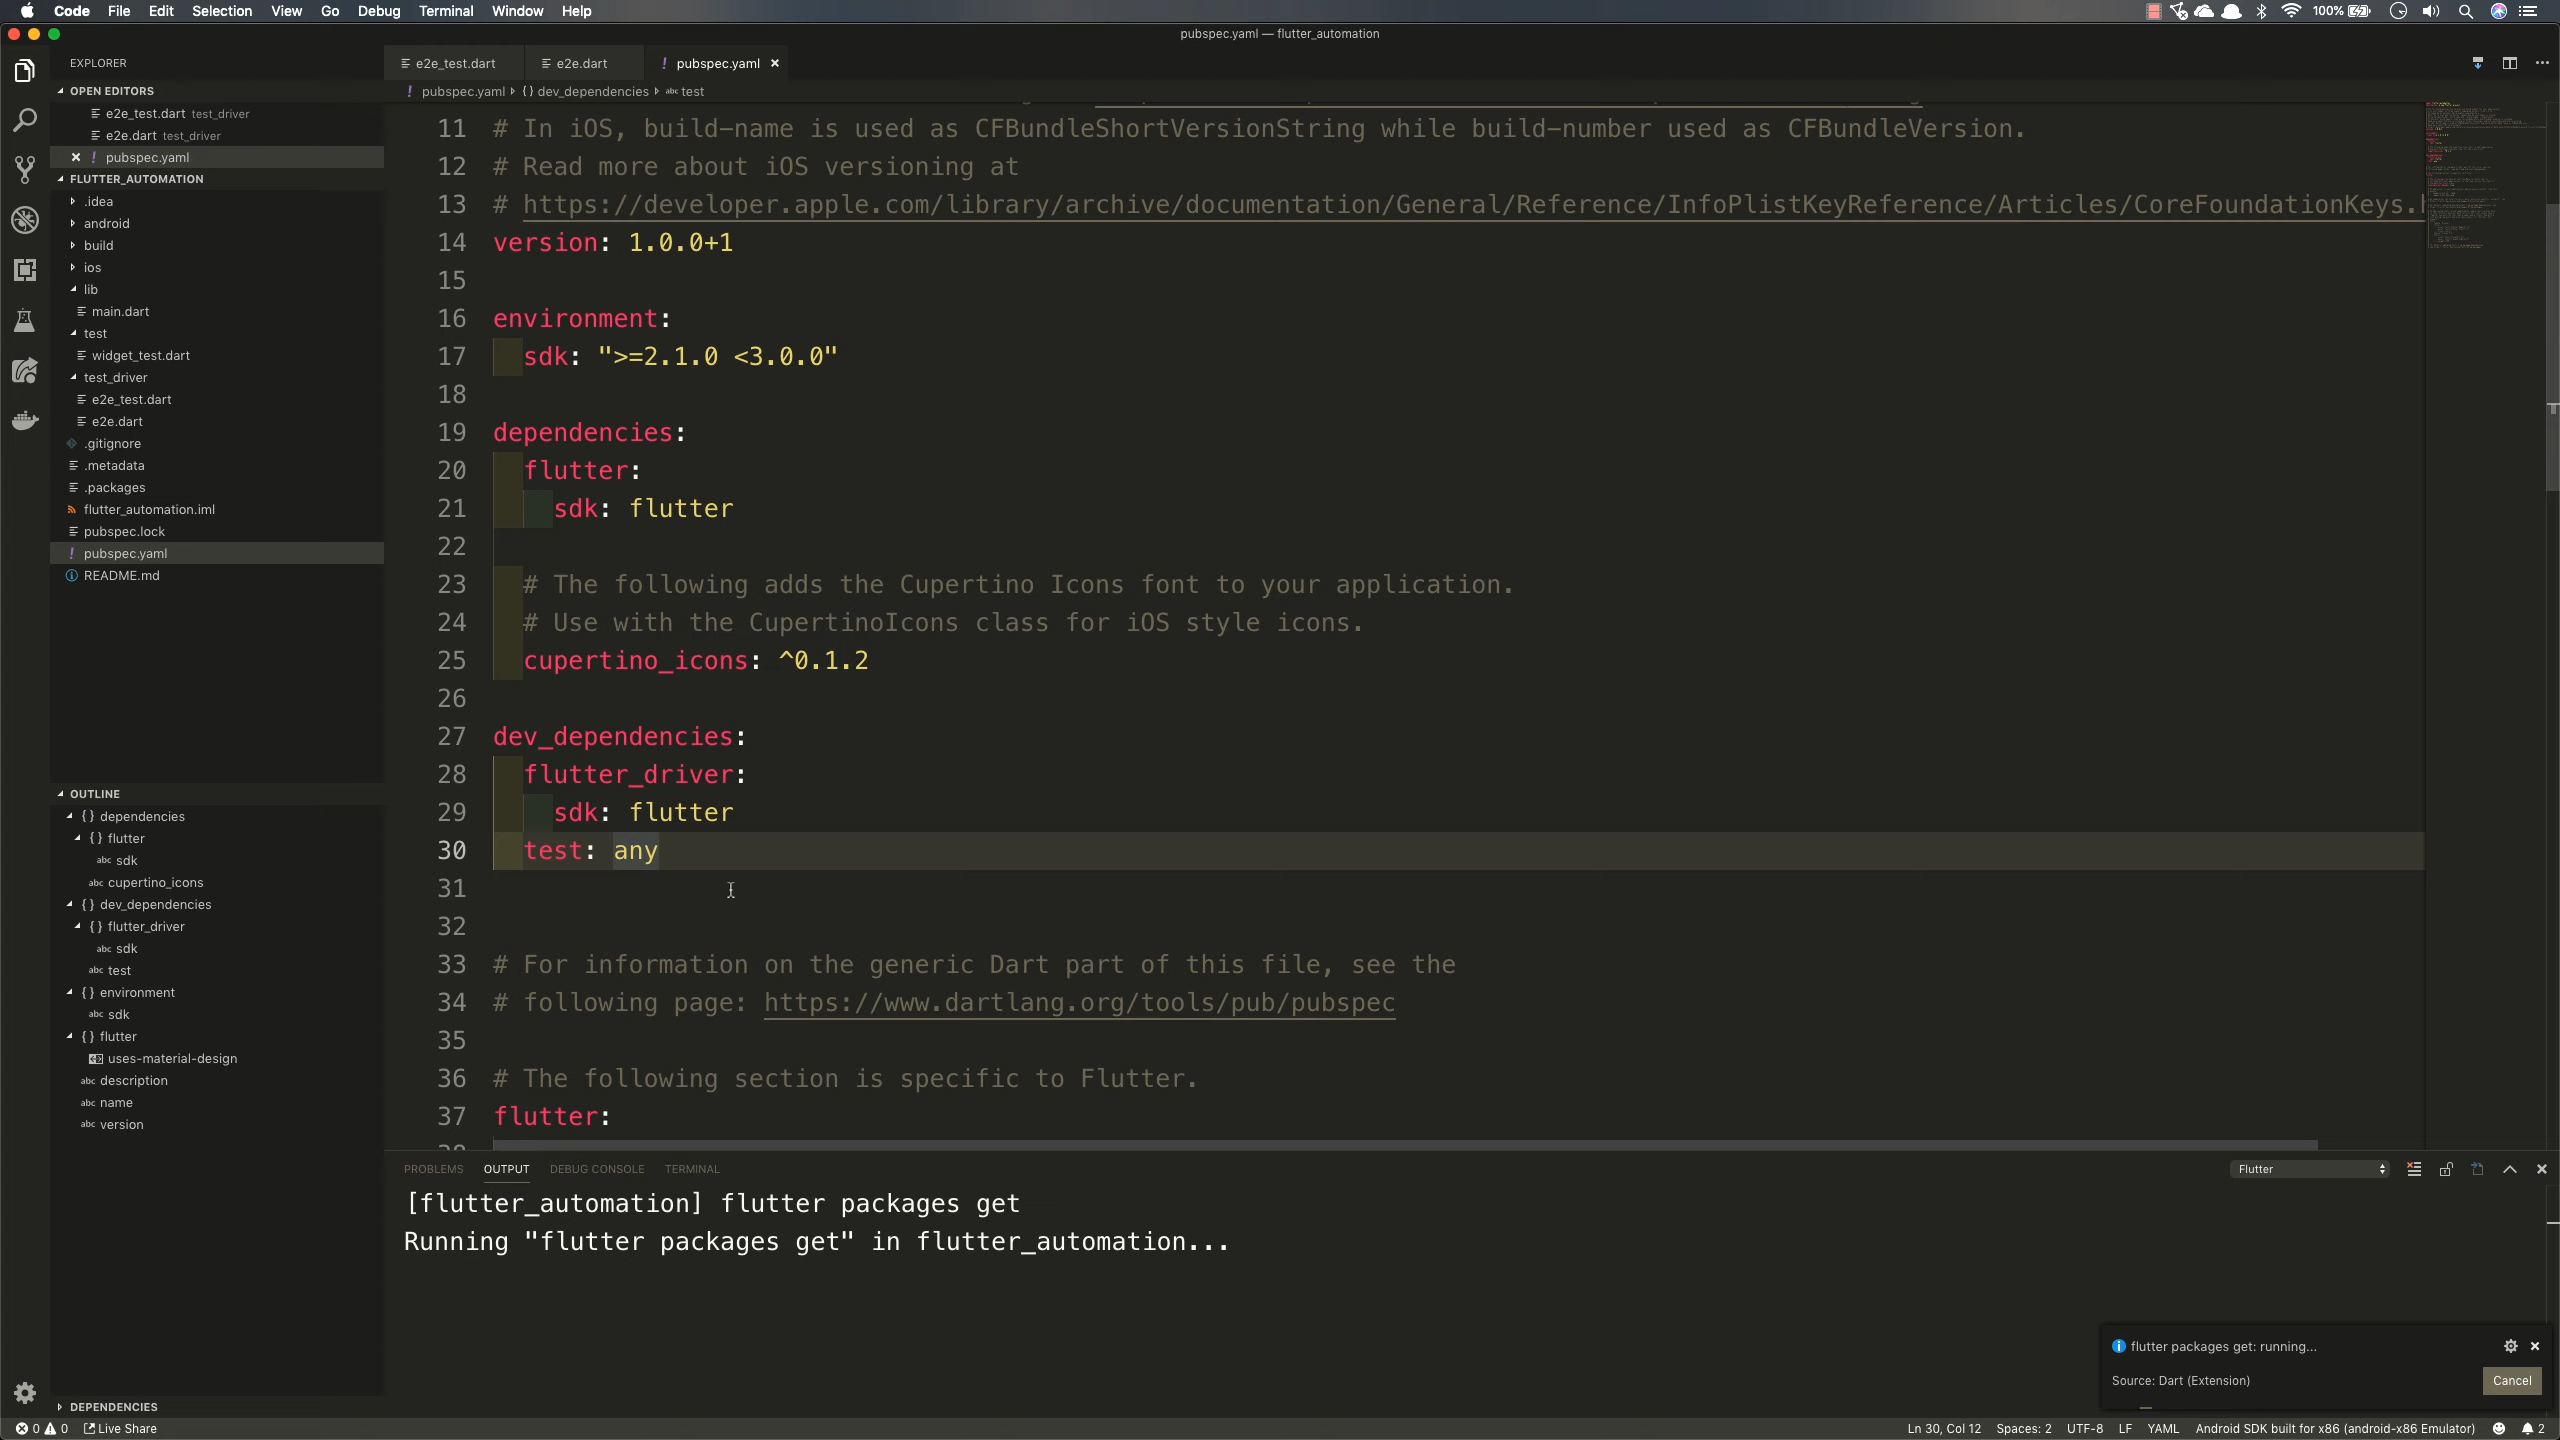 Code File Edit Selection View Go Debug Terminal Window Help
100%
pubspec.yaml — flutter_automation
EXPLORER
OPEN EDITORS
e2e_test.dart test_driver
e2e.dart test_driver
pubspec.yaml
FLUTTER_AUTOMATION
.idea
android
build
ios
lib
main.dart
test
widget_test.dart
test_driver
e2e_test.dart
e2e.dart
.gitignore
.metadata
.packages
flutter_automation.iml
pubspec.lock
pubspec.yaml
README.md
OUTLINE
{} dependencies
{} flutter
abc sdk
abc cupertino_icons
{} dev_dependencies
{} flutter_driver
abc sdk
abc test
{} environment
abc sdk
{} flutter
uses-material-design
abc description
abc name
abc version
DEPENDENCIES
e2e_test.dart e2e.dart ! pubspec.yaml
! pubspec.yaml {} dev_dependencies abc test
11 # In iOS, build-name is used as CFBundleShortVersionString while build-number used as CFBundleVersion.
12 # Read more about iOS versioning at
13 # https://developer.apple.com/library/archive/documentation/General/Reference/InfoPlistKeyReference/Articles/CoreFoundationKeys.
14 version: 1.0.0+1
15
16 environment:
17 sdk: ">=2.1.0 <3.0.0"
18
19 dependencies:
20 flutter:
21 sdk: flutter
22
23 # The following adds the Cupertino Icons font to your application.
24 # Use with the CupertinoIcons class for iOS style icons.
25 cupertino_icons: ^0.1.2
26
27 dev_dependencies:
28 flutter_driver:
29 sdk: flutter
30 test: any
31
32
33 # For information on the generic Dart part of this file, see the
34 # following page: https://www.dartlang.org/tools/pub/pubspec
35
36 # The following section is specific to Flutter.
37 flutter:
PROBLEMS OUTPUT DEBUG CONSOLE TERMINAL
Flutter
[flutter_automation] flutter packages get
Running "flutter packages get" in flutter_automation...
flutter packages get: running...
Source: Dart (Extension)
Cancel
0 0 Live Share
Ln 30, Col 12 Spaces: 2 UTF-8 LF YAML Android SDK built for x86 (android-x86 Emulator) 2